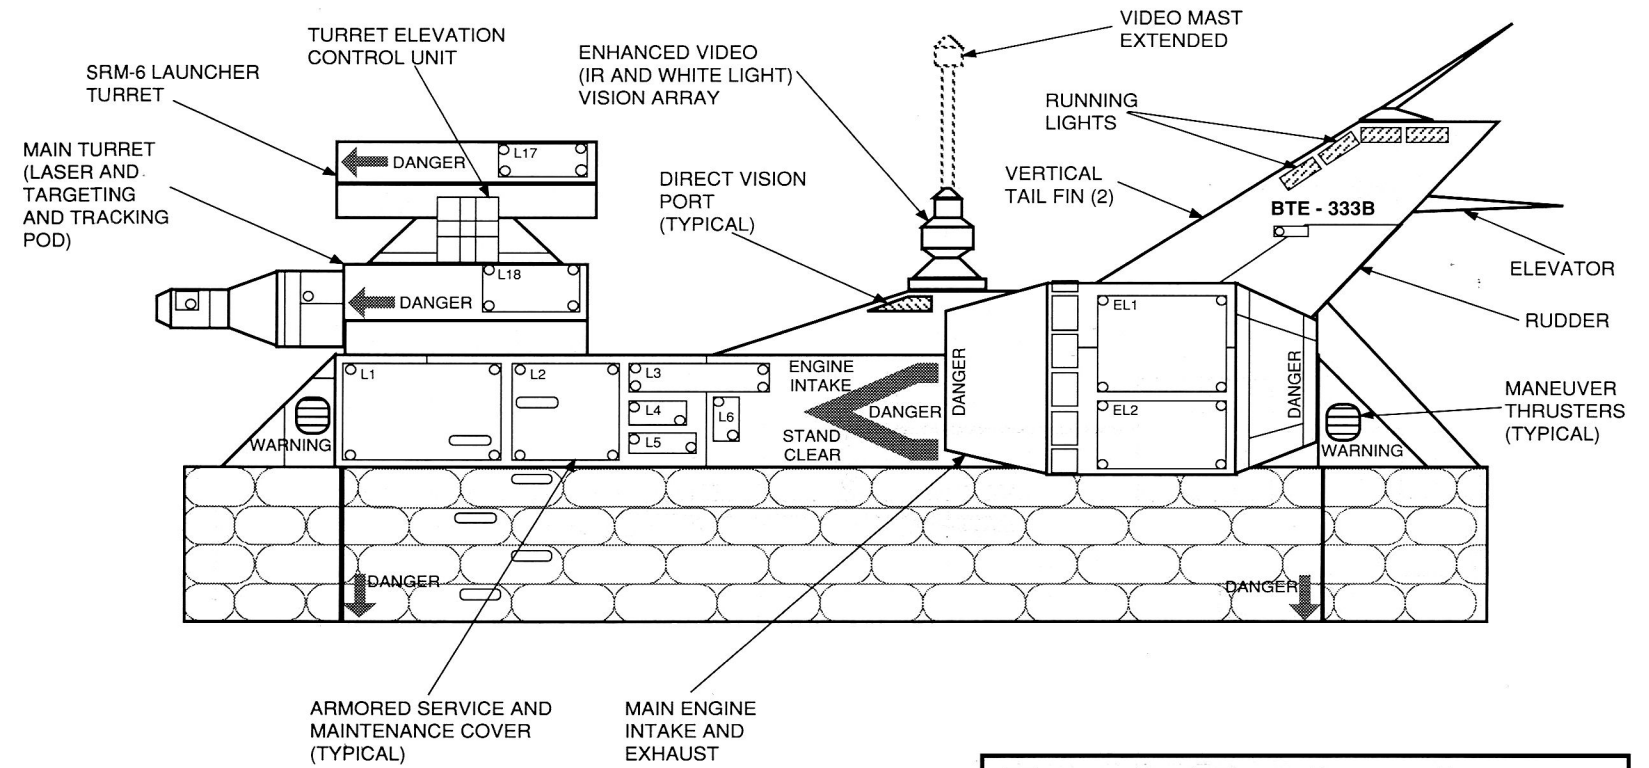 VIDEO MAST
EXTENDED
TURRET ELEVATION
CONTROL UNIT
ENHANCED VIDEO
(IR AND WHITE LIGHT)
VISION ARRAY
SRM-6 LAUNCHER
TURRET
RUNNING
LIGHTS
MAIN TURRET
(LASER AND
TARGETING
AND TRACKING
POD)
DANGER
L17
DIRECT VISION
PORT
(TYPICAL)
VERTICAL
TAIL FIN (2)
BTE - 333B
ELEVATOR
L18
DANGER
RUDDER
EL1
L1
L2
L3
L4
L5
L6
ENGINE
INTAKE
DANGER
STAND
CLEAR
DANGER
EL2
DANGER
MANEUVER
THRUSTERS
(TYPICAL)
WARNING
WARNING
DANGER
DANGER
ARMORED SERVICE AND
MAINTENANCE COVER
(TYPICAL)
MAIN ENGINE
INTAKE AND
EXHAUST